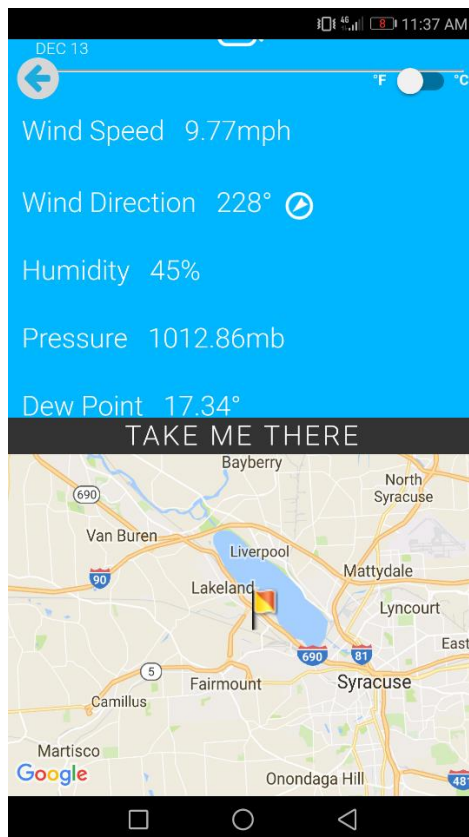 46 8 11:37 AM
DEC 13
°F °C
Wind Speed 9.77mph
Wind Direction 228°
Humidity 45%
Pressure 1012.86mb
Dew Point 17.34°
TAKE ME THERE
Bayberry
North
Syracuse
690
Van Buren
Liverpool
90
Mattydale
Lakeland
Lyncourt
690 81
East
5
Fairmount
Syracuse
Camillus
Martisco
Google
Onondaga Hill
481